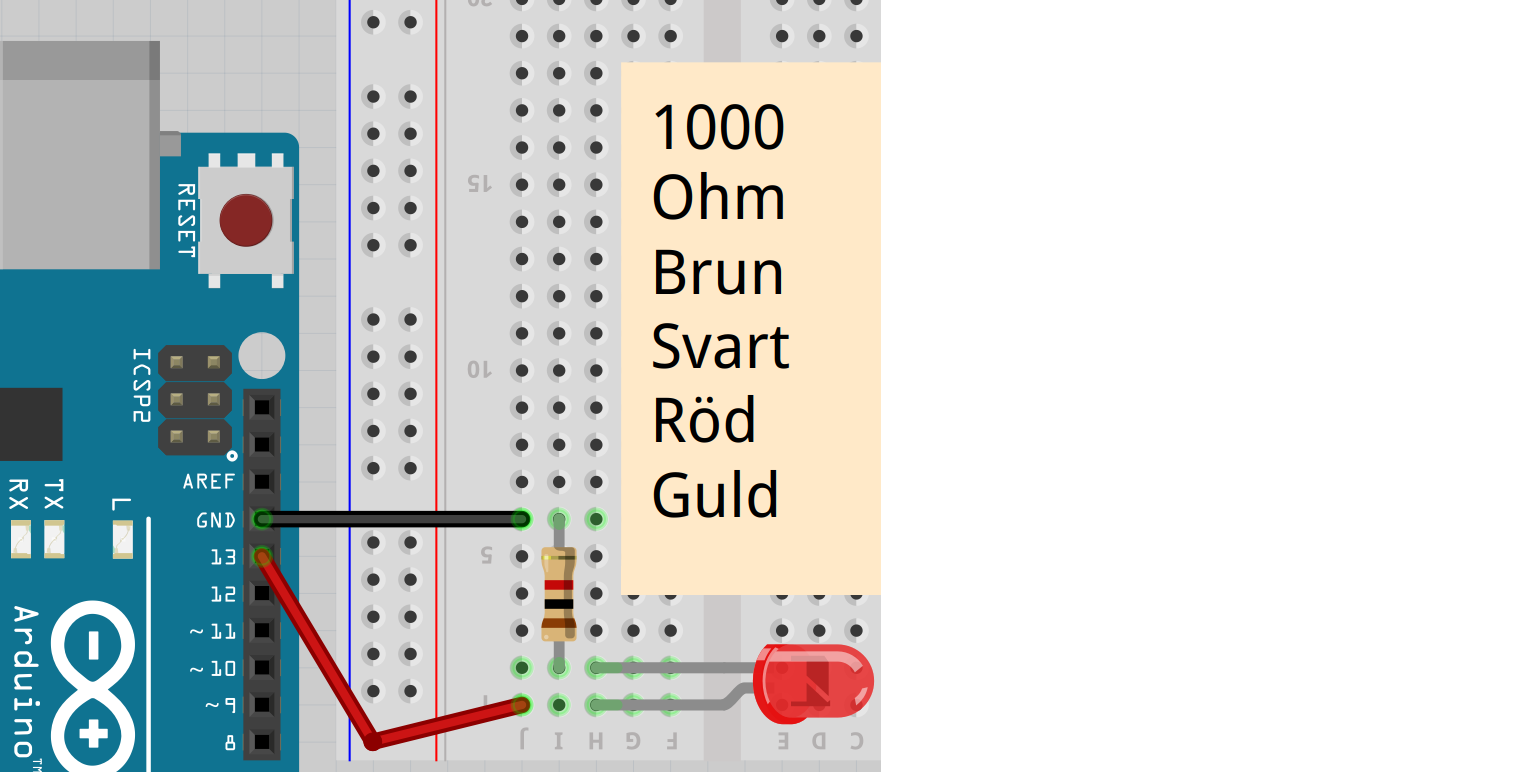 20
1000
Ohm
Brun
Svart
Röd
Guld
15
10
5
1
RESET
ICSP2
AREF
GND
13
12
~11
~10
~9
8
RX
TX
L
Arduino™
J I H G F E D C